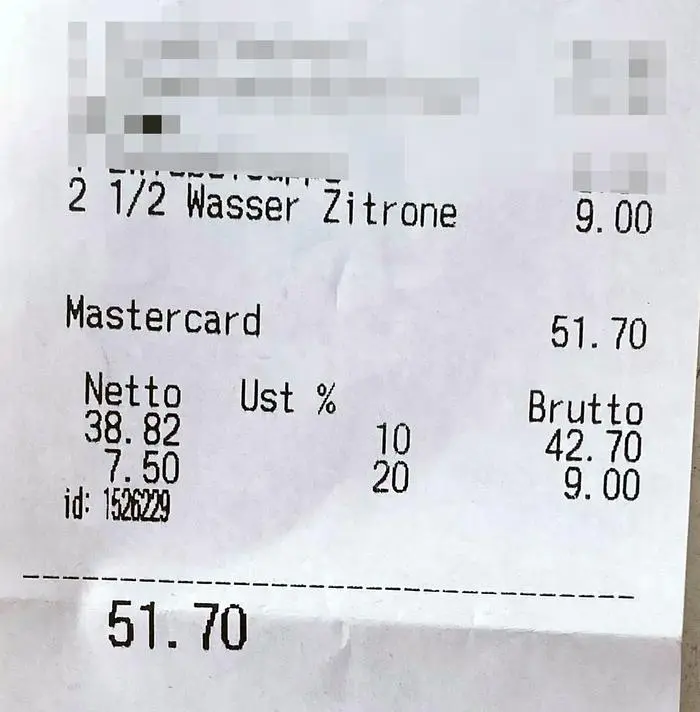 2 1/2 Wasser Zitrone 9.00
Mastercard 51.70
Netto Ust % Brutto
38.82 10 42.70
7.50 20 9.00
id: 1526229
51.70